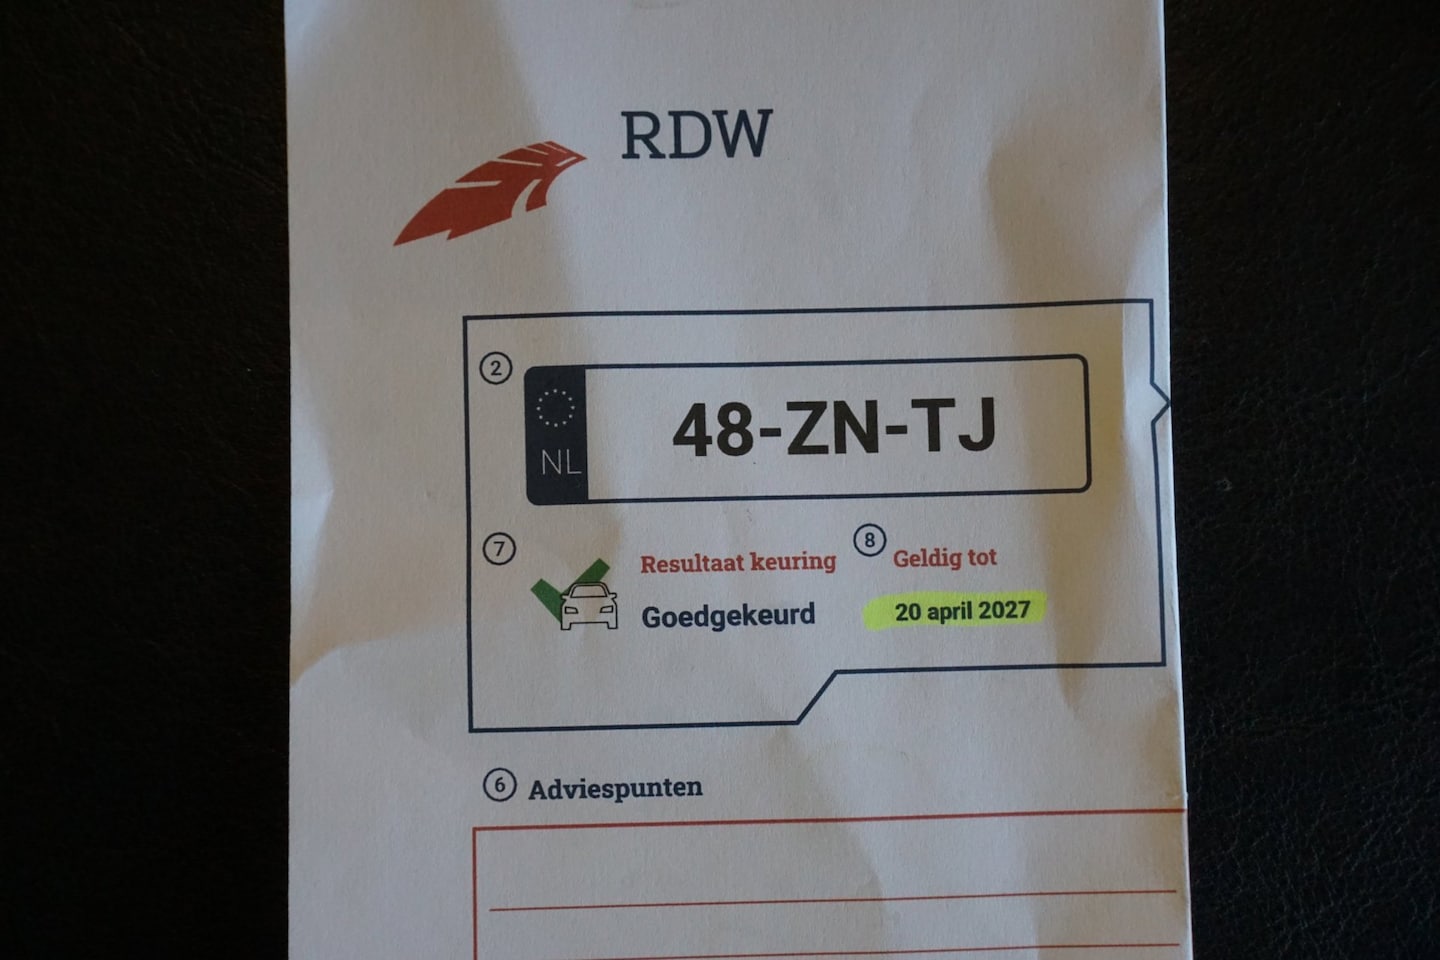 RDW
2
NL
48-ZN-TJ
7
Resultaat keuring
8
Geldig tot
Goedgekeurd
20 april 2027
6 Adviespunten